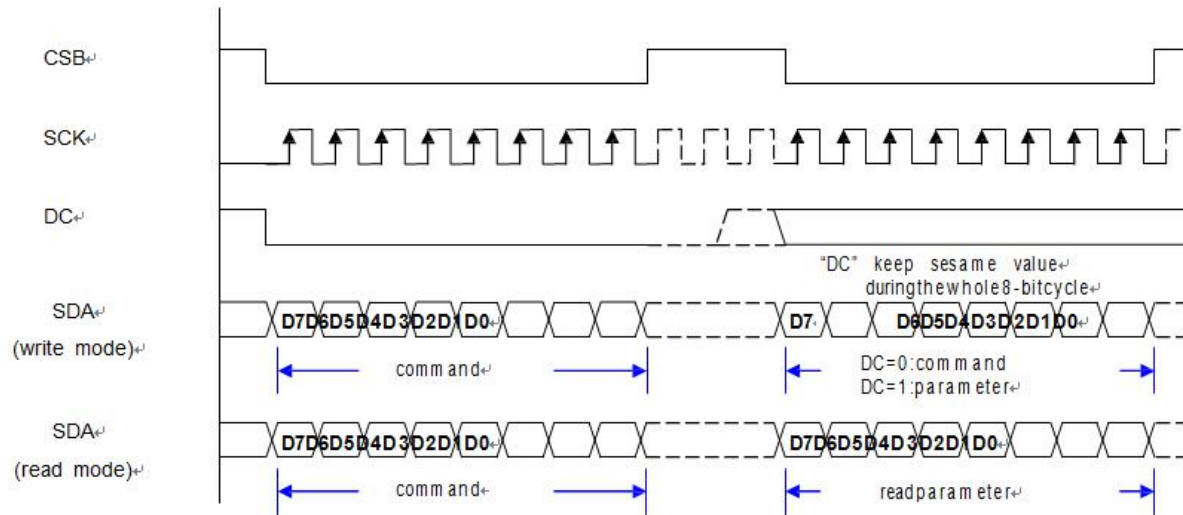 CSB↵
SCK↵
DC↵
"DC" keep sesame value↵
duringthewhole8-bitcycle↵
SDA↵
(write mode)↵
D7D6D5D4D3D2D1D0↵
D7↵
D6D5D4D3D2D1D0↵
command↵
DC=0:command
DC=1:parameter↵
SDA↵
(read mode)↵
D7D6D5D4D3D2D1D0↵
D7D6D5D4D3D2D1D0↵
command↵
readparameter↵